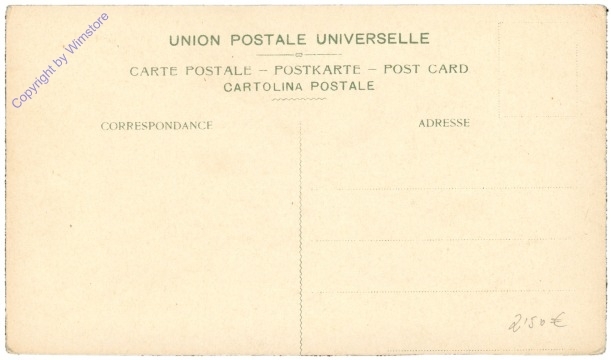 Copyright by Wimstore
UNION POSTALE UNIVERSELLE
CARTE POSTALE – POSTKARTE – POST CARD
CARTOLINA POSTALE
CORRESPONDANCE
ADRESSE
2'50€